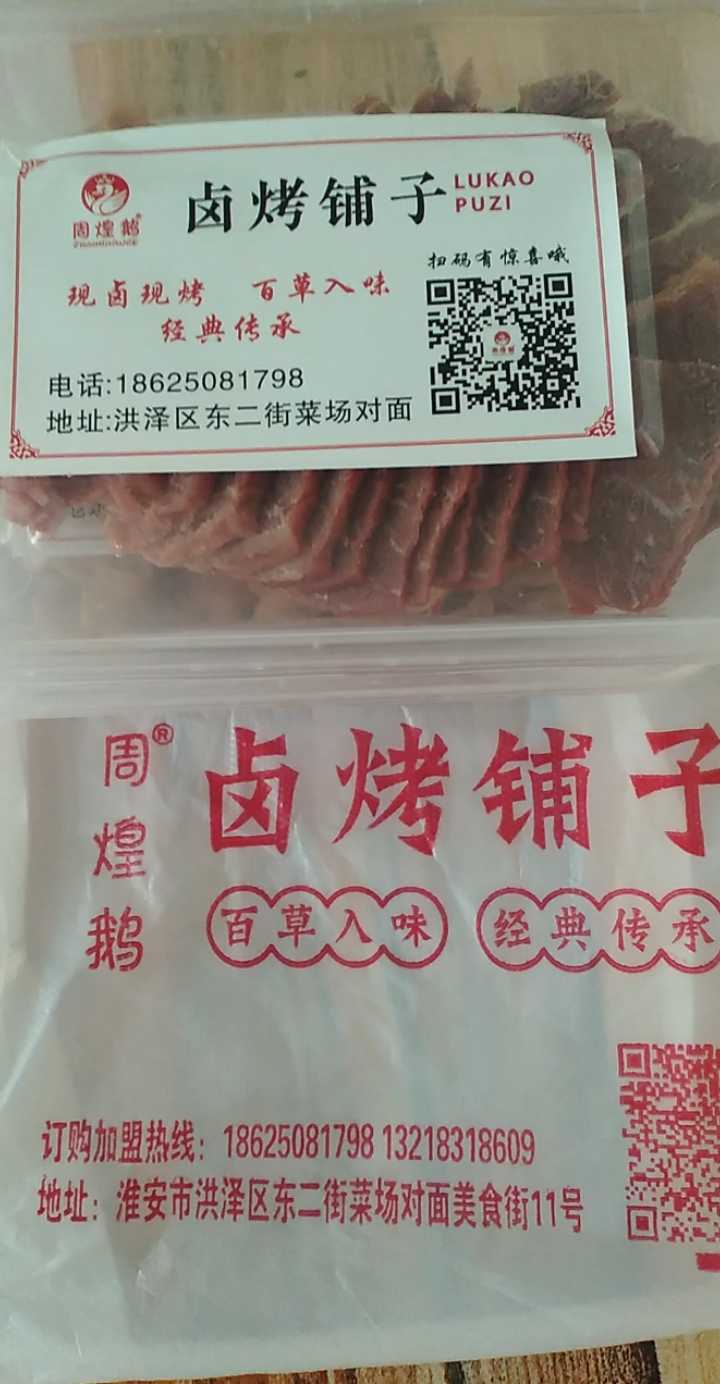 卤烤铺子
LUKAO
PUZI
周煌鹅
扫码有惊喜哦
现卤现烤 百草入味
经典传承
电话:18625081798
地址:洪泽区东二街菜场对面
周®煌鹅
卤烤铺子
百草入味 经典传承
订购加盟热线：18625081798 13218318609
地址：淮安市洪泽区东二街菜场对面美食街11号